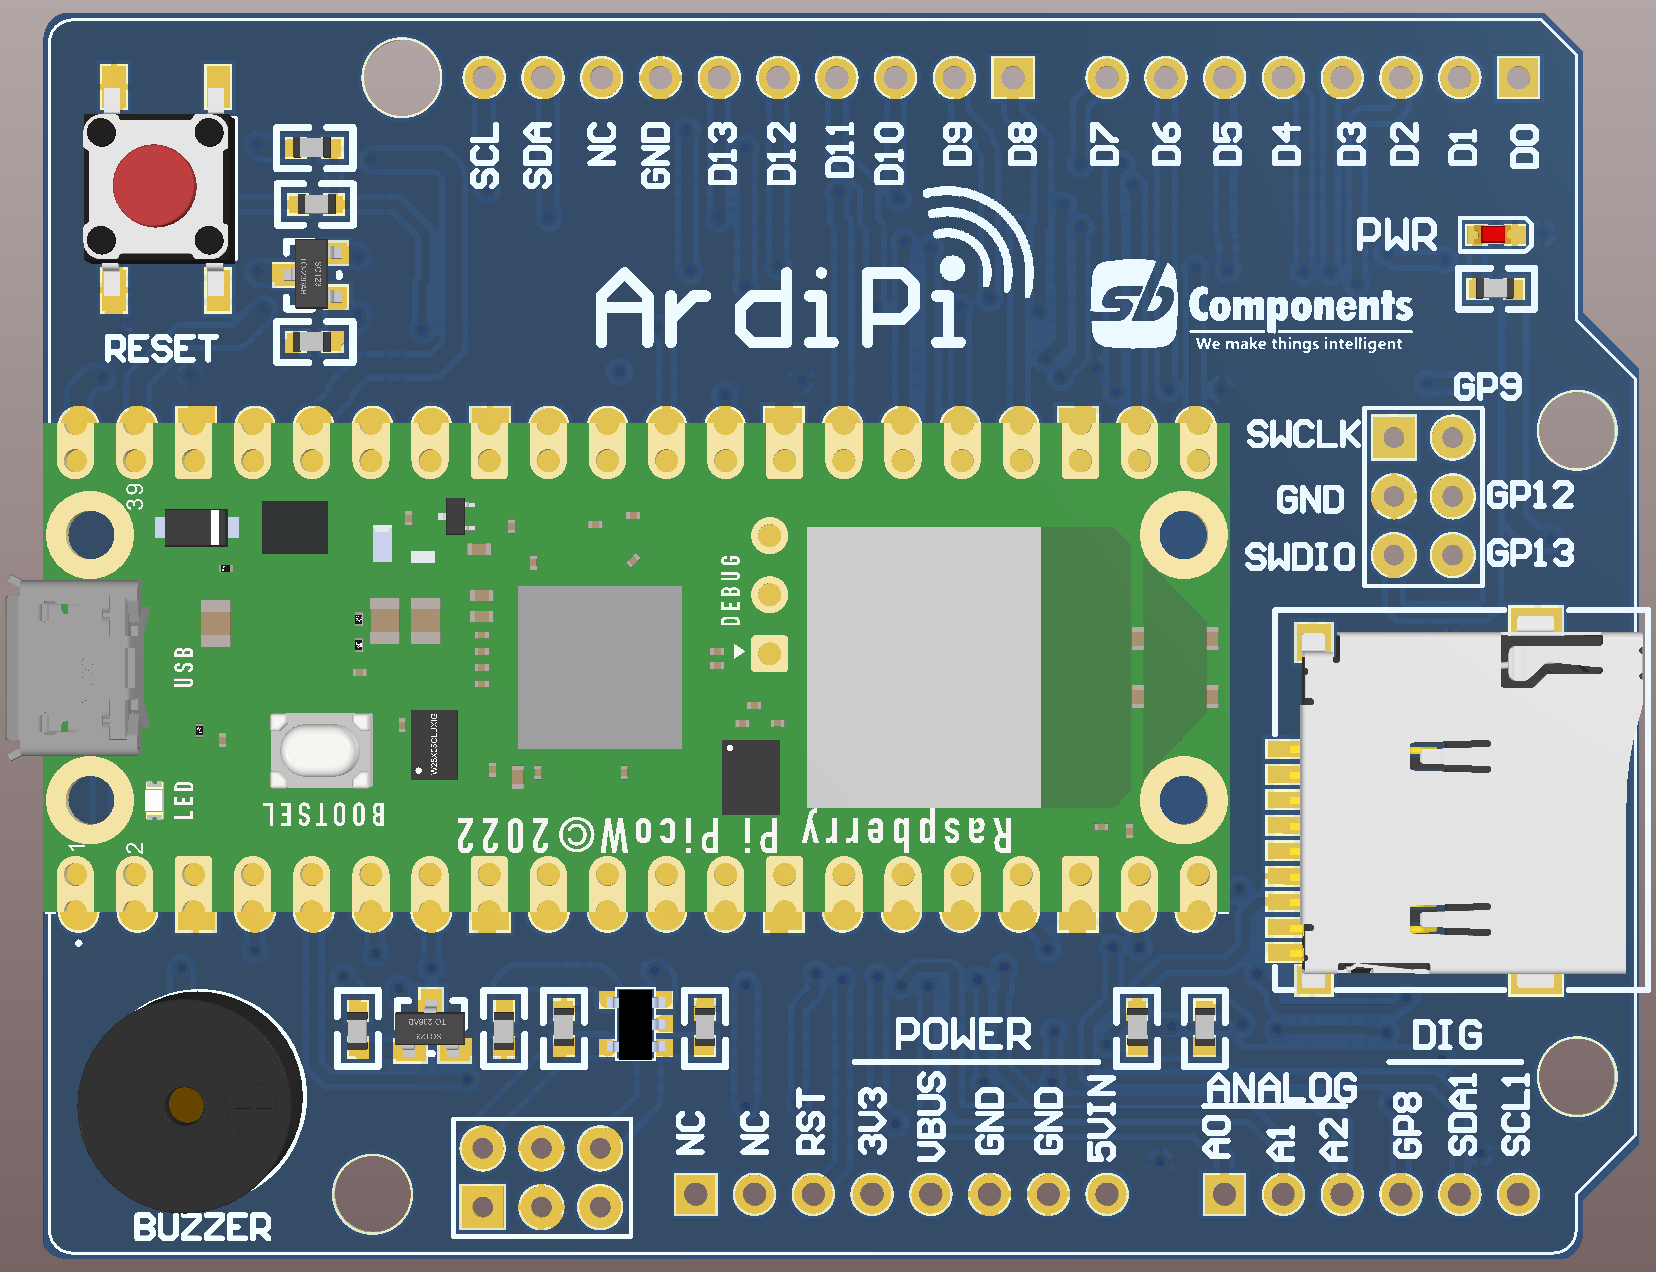 SCL SDA NC GND D13 D12 D11 D10 D9 D8 D7 D6 D5 D4 D3 D2 D1 D0
PWR
ArdiPi
sb Components
We make things intelligent
RESET
GP9
SWCLK
GND GP12
SWDIO GP13
39
DEBUG
USB
LED
BOOTSEL
Raspberry Pi PicoW©2022
1 2
POWER
DIG
ANALOG
NC NC RST 3V3 VBUS GND GND 5VIN A0 A1 A2 GP8 SDA1 SCL1
BUZZER